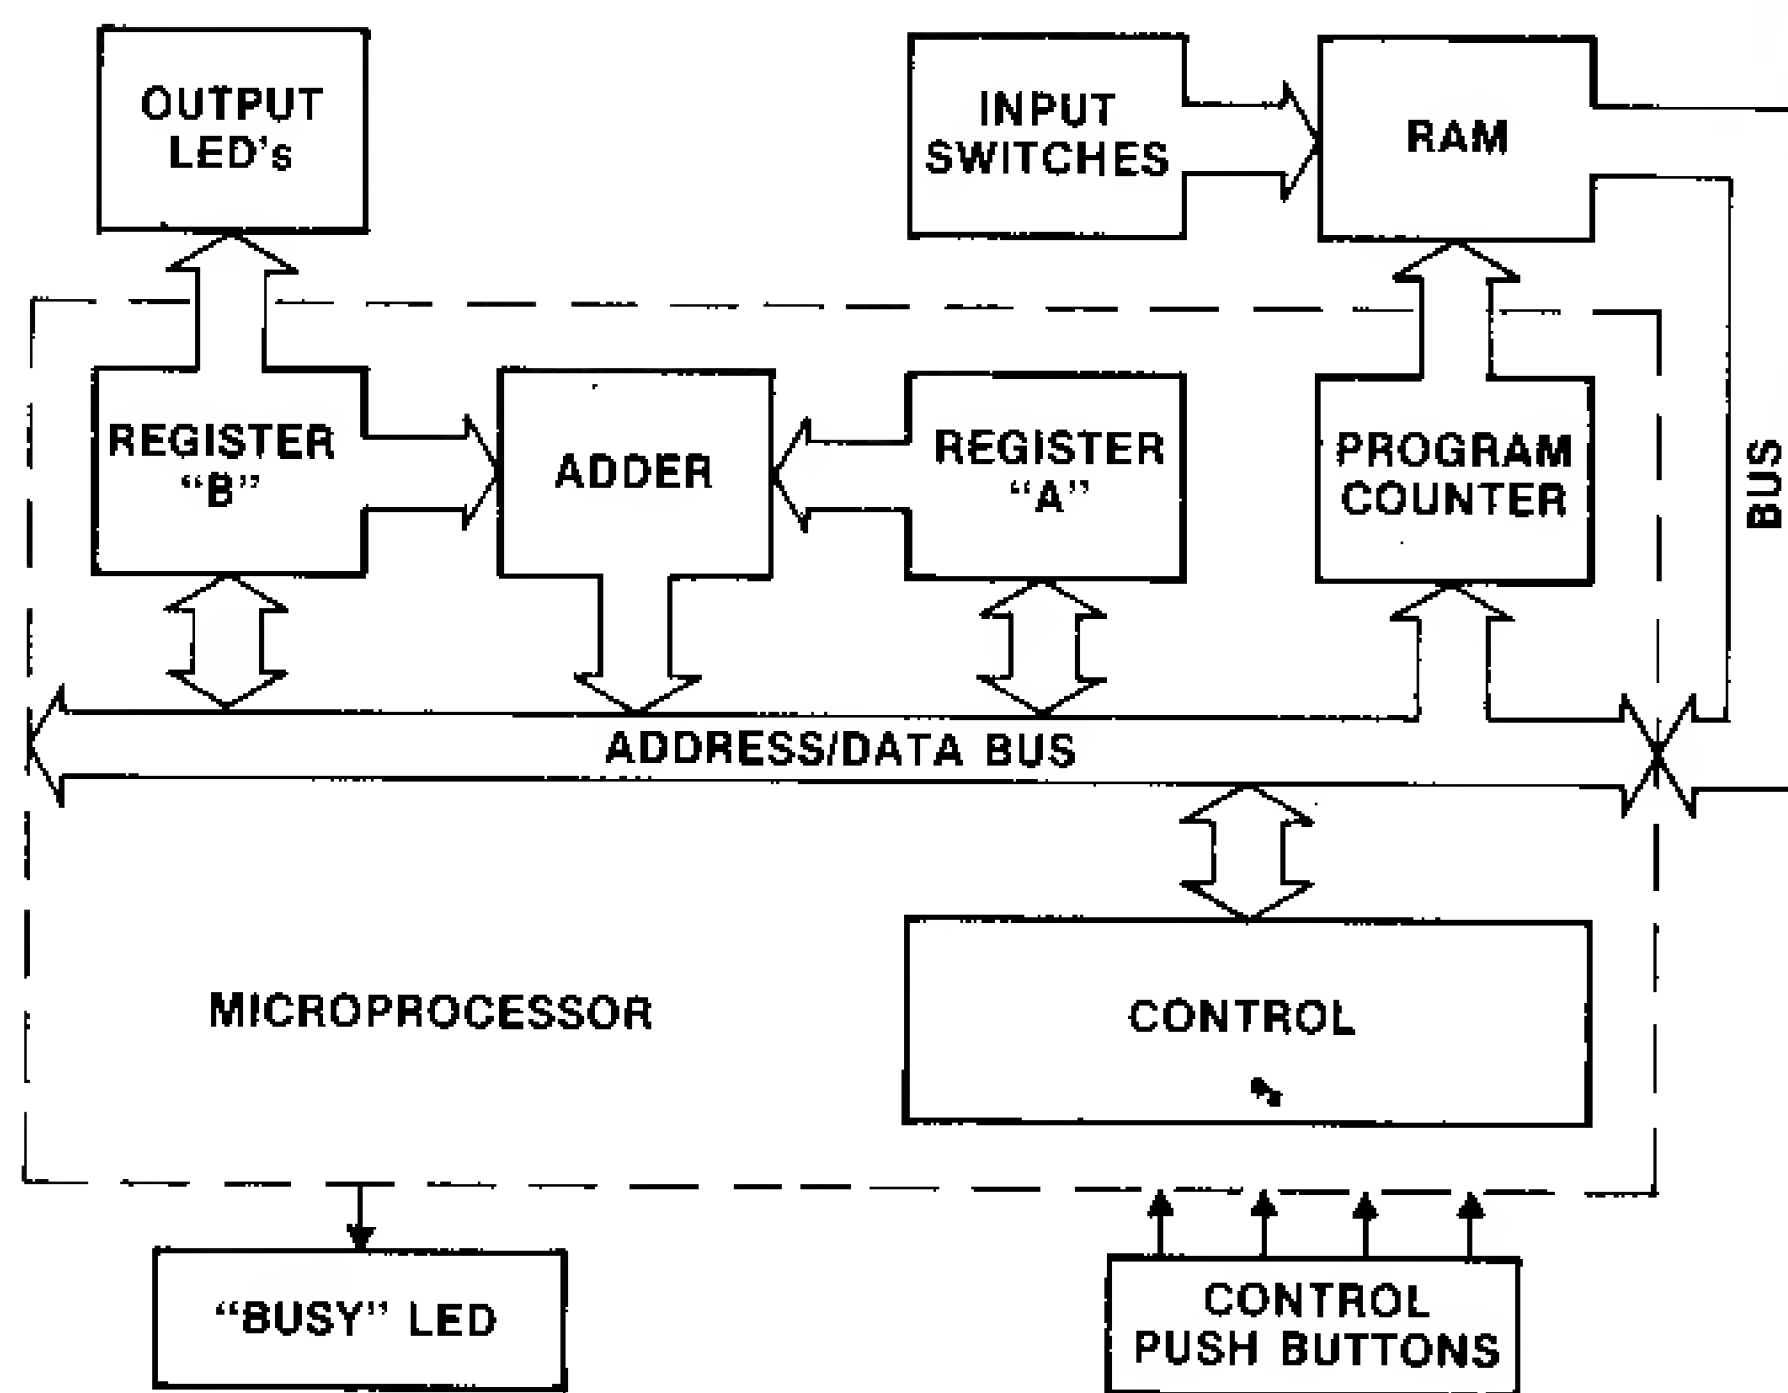 OUTPUT
LED's
INPUT
SWITCHES
RAM
REGISTER
“B”
ADDER
REGISTER
“A”
PROGRAM
COUNTER
BUS
ADDRESS/DATA BUS
MICROPROCESSOR
CONTROL
“BUSY” LED
CONTROL
PUSH BUTTONS